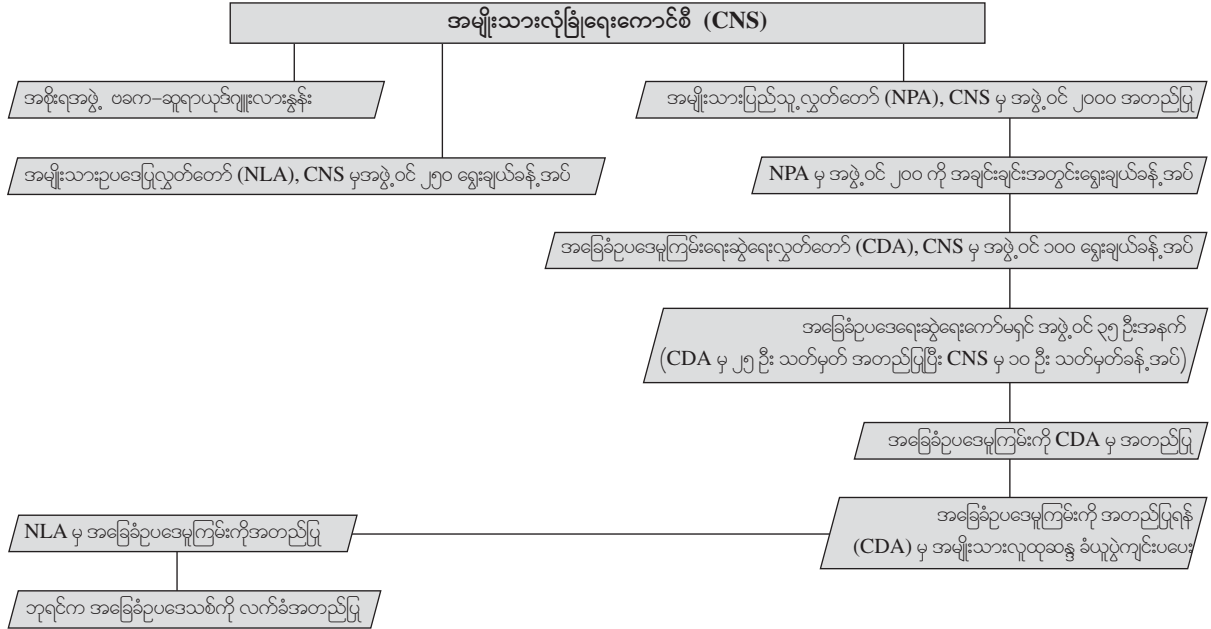 အမျိုးသားလုံခြုံရေးကောင်စီ (CNS)
အစိုးရအဖွဲ့ ဗခက–ဆူရာယုဒ်ဂျူးလားနွန်း
အမျိုးသားပြည်သူ့လွှတ်တော် (NPA), CNS မှ အဖွဲ့ဝင် ၂၀၀၀ အတည်ပြု
အမျိုးသားဥပဒေပြုလွှတ်တော် (NLA), CNS မှအဖွဲ့ဝင် ၂၅၀ ရွေးချယ်ခန့်အပ်
NPA မှ အဖွဲ့ဝင် ၂၀၀ ကို အချင်းချင်းအတွင်းရွေးချယ်ခန့်အပ်
အခြေခံဥပဒေမူကြမ်းရေးဆွဲရေးလွှတ်တော် (CDA), CNS မှ အဖွဲ့ဝင် ၁၀၀ ရွေးချယ်ခန့်အပ်
အခြေခံဥပဒေရေးဆွဲရေးကော်မရှင် အဖွဲ့ဝင် ၃၅ ဦးအနက်
(CDA မှ ၂၅ ဦး သတ်မှတ် အတည်ပြုပြီး CNS မှ ၁၀ ဦး သတ်မှတ်ခန့်အပ်)
အခြေခံဥပဒေမူကြမ်းကို CDA မှ အတည်ပြု
အခြေခံဥပဒေမူကြမ်းကို အတည်ပြုရန်
(CDA) မှ အမျိုးသားလူထုဆန္ဒ ခံယူပွဲကျင်းပပေး
NLA မှ အခြေခံဥပဒေမူကြမ်းကိုအတည်ပြု
ဘုရင်က အခြေခံဥပဒေသစ်ကို လက်ခံအတည်ပြု